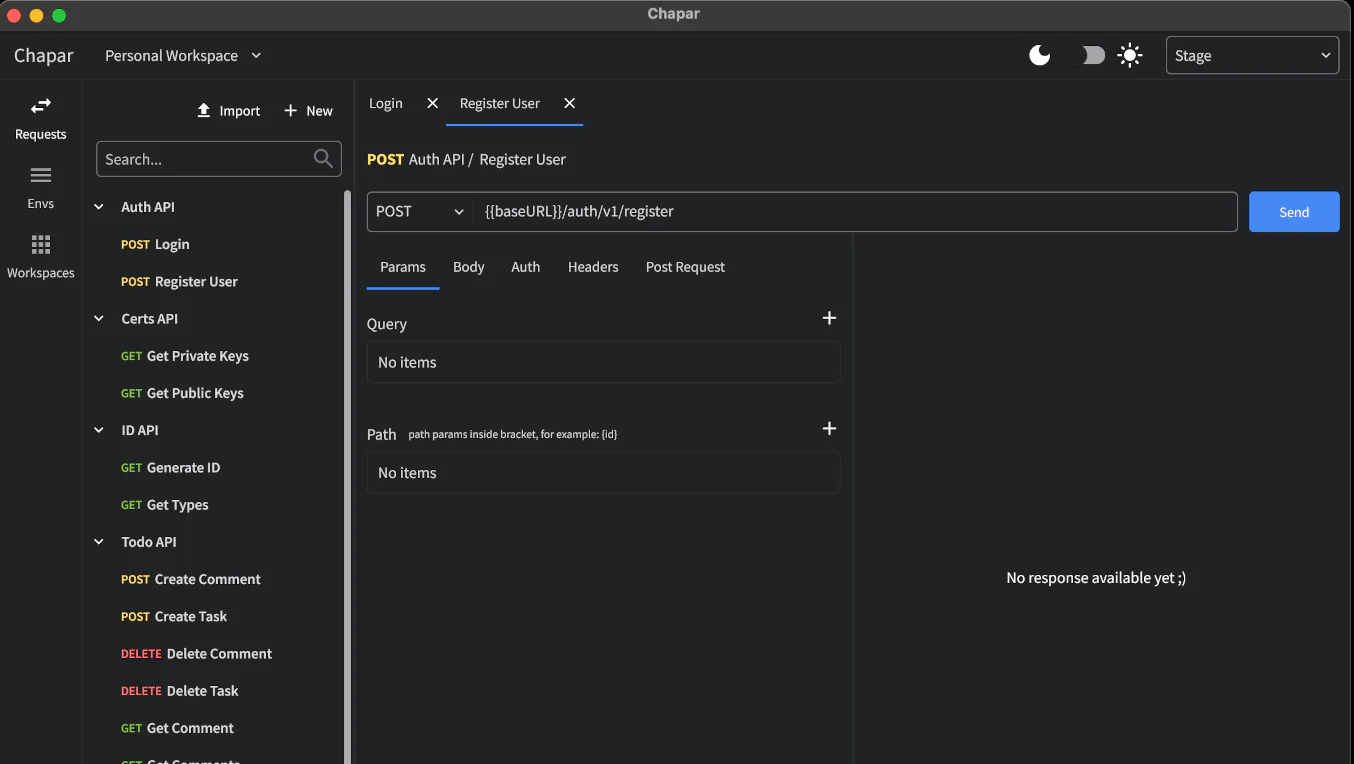 Chapar
Chapar
Personal Workspace
Stage
Requests
Envs
Workspaces
Import
New
Search...
Auth API
POST Login
POST Register User
Certs API
GET Get Private Keys
GET Get Public Keys
ID API
GET Generate ID
GET Get Types
Todo API
POST Create Comment
POST Create Task
DELETE Delete Comment
DELETE Delete Task
GET Get Comment
GET Get Comments
Login
Register User
POST Auth API / Register User
POST
{{baseURL}}/auth/v1/register
Send
Params
Body
Auth
Headers
Post Request
Query
No items
Path path params inside bracket, for example: {id}
No items
No response available yet ;)